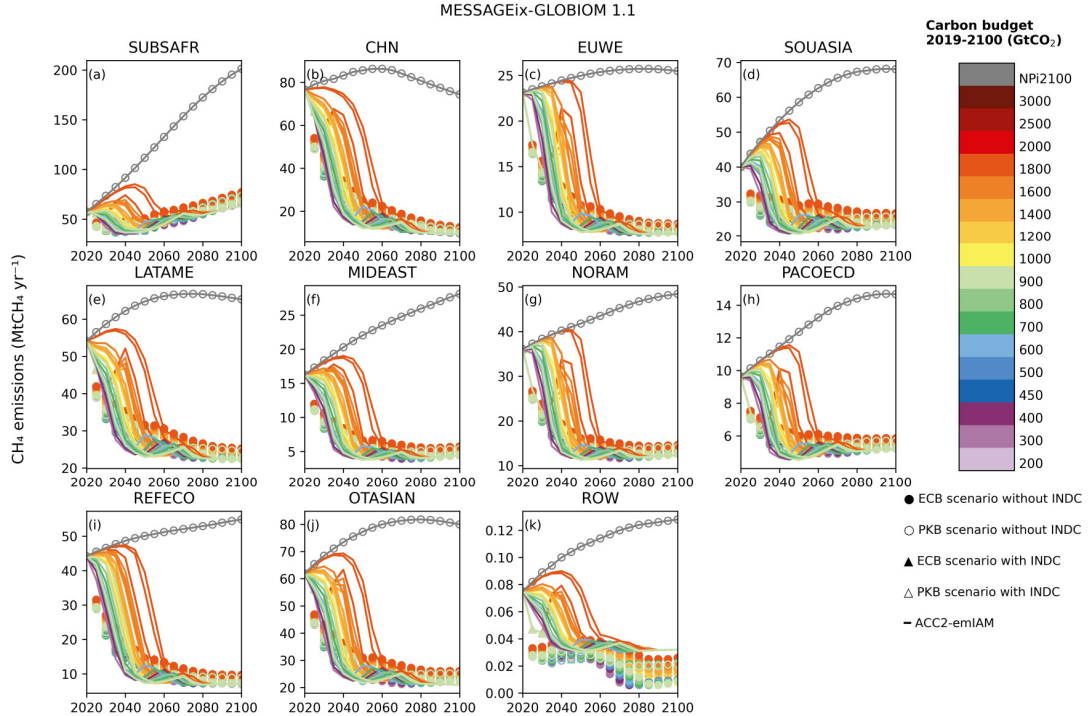 MESSAGEix-GLOBIOM 1.1
SUBSAFR
CHN
EUWE
SOUASIA
(a)
(b)
(c)
(d)
200
150
100
50
80
60
40
20
25
20
15
10
70
60
50
40
30
20
2020 2040 2060 2080 2100
2020 2040 2060 2080 2100
2020 2040 2060 2080 2100
2020 2040 2060 2080 2100
CH₄ emissions (MtCH₄ yr⁻¹)
LATAME
MIDEAST
NORAM
PACOECD
(e)
(f)
(g)
(h)
60
50
40
30
20
25
20
15
10
5
50
40
30
20
10
14
12
10
8
6
2020 2040 2060 2080 2100
2020 2040 2060 2080 2100
2020 2040 2060 2080 2100
2020 2040 2060 2080 2100
REFECO
OTASIAN
ROW
(i)
(j)
(k)
50
40
30
20
10
80
70
60
50
40
30
20
0.12
0.10
0.08
0.06
0.04
0.02
0.00
2020 2040 2060 2080 2100
2020 2040 2060 2080 2100
2020 2040 2060 2080 2100
Carbon budget
2019-2100 (GtCO₂)
NPi2100
3000
2500
2000
1800
1600
1400
1200
1000
900
800
700
600
500
450
400
300
200
ECB scenario without INDC
PKB scenario without INDC
ECB scenario with INDC
PKB scenario with INDC
ACC2-emIAM